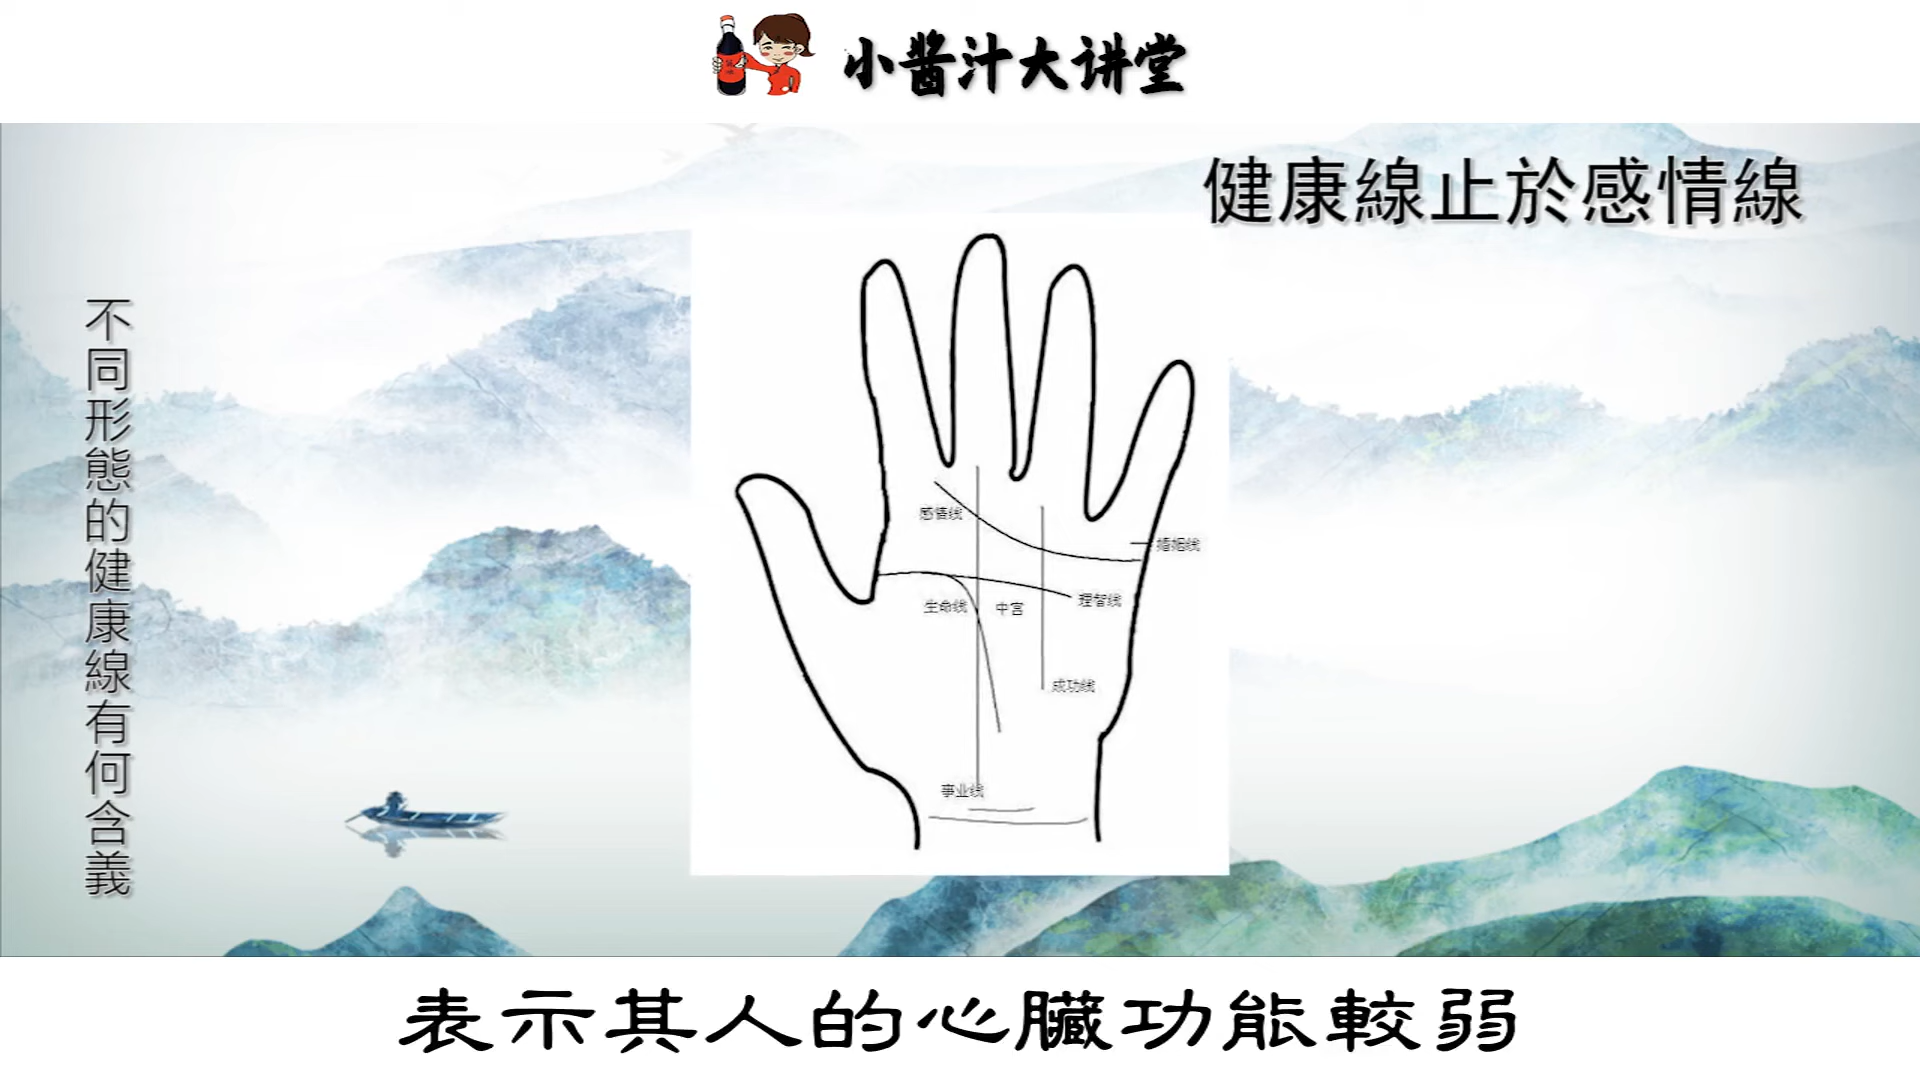 小酱汁大讲堂
健康線止於感情線
不同形態的健康線有何含義
感情线
婚姻线
生命线
中宫
理智线
成功线
事业线
表示其人的心臟功能較弱